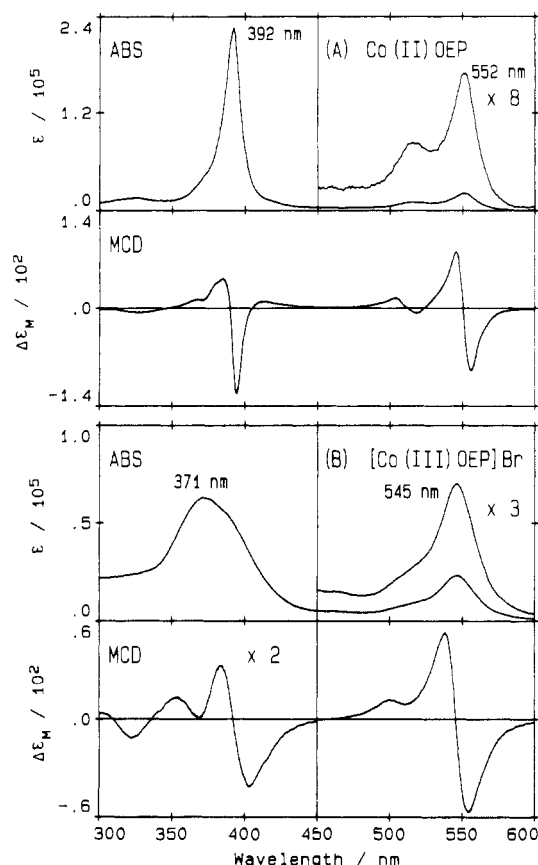 2.4
ABS
392 nm
(A) Co(II)OEP
552 nm
x 8
ε / 10⁵
1.2
.0
1.4
MCD
ΔεM / 10²
.0
-1.4
1.0
ABS
371 nm
(B) [Co(III)OEP]Br
545 nm
x 3
ε / 10⁵
.5
.0
.6
MCD
x 2
ΔεM / 10²
.0
-.6
300 350 400 450 500 550 600
Wavelength / nm